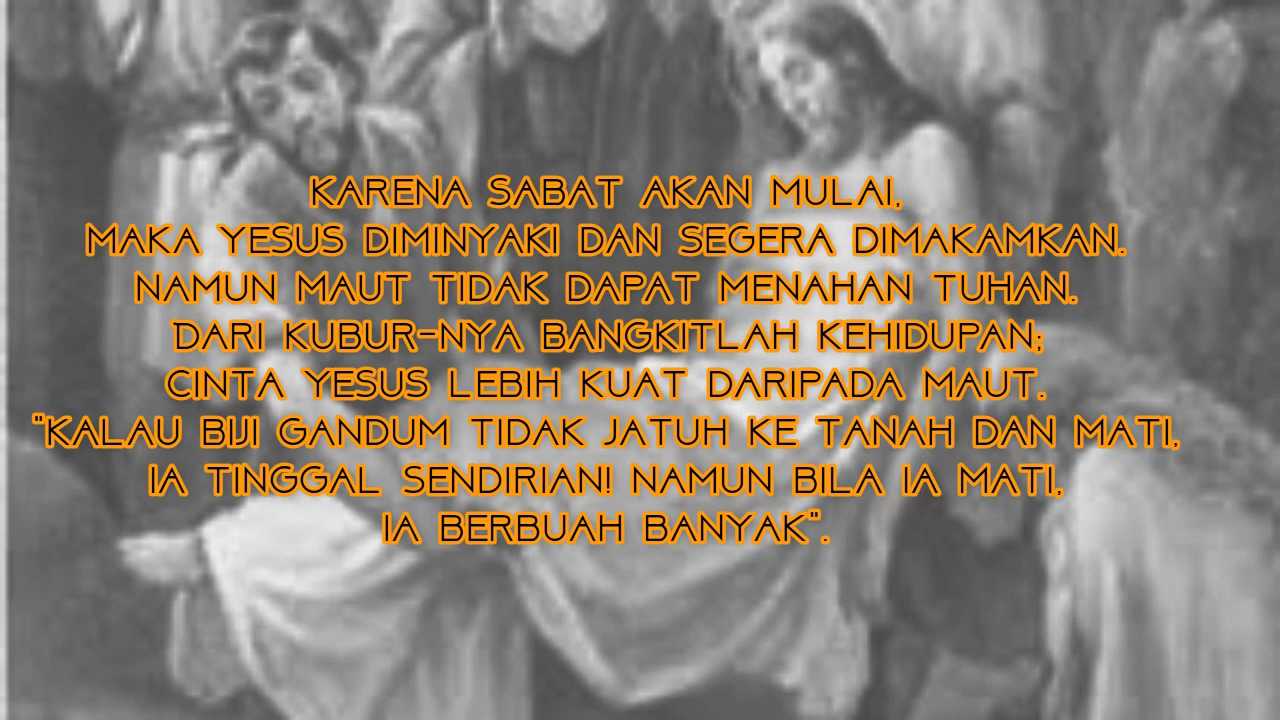 KARENA SABAT AKAN MULAI,
MAKA YESUS DIMINYAKI DAN SEGERA DIMAKAMKAN.
NAMUN MAUT TIDAK DAPAT MENAHAN TUHAN.
DARI KUBUR-NYA BANGKITLAH KEHIDUPAN;
CINTA YESUS LEBIH KUAT DARIPADA MAUT.
"KALAU BIJI GANDUM TIDAK JATUH KE TANAH DAN MATI,
IA TINGGAL SENDIRIAN! NAMUN BILA IA MATI,
IA BERBUAH BANYAK".